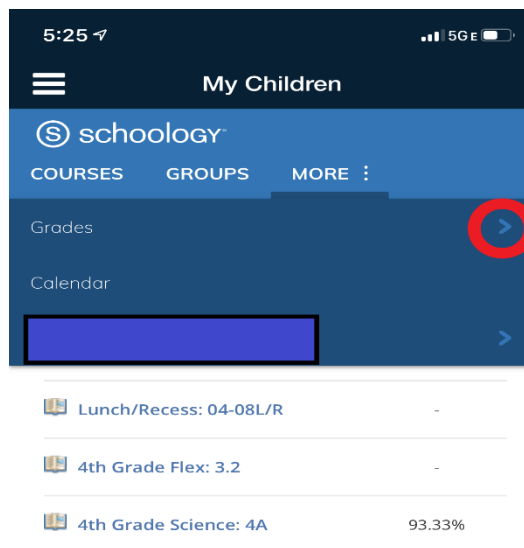 5:25 5G E
My Children
S schoology
COURSES GROUPS MORE
Grades >
Calendar
>
Lunch/Recess: 04-08L/R -
4th Grade Flex: 3.2 -
4th Grade Science: 4A 93.33%